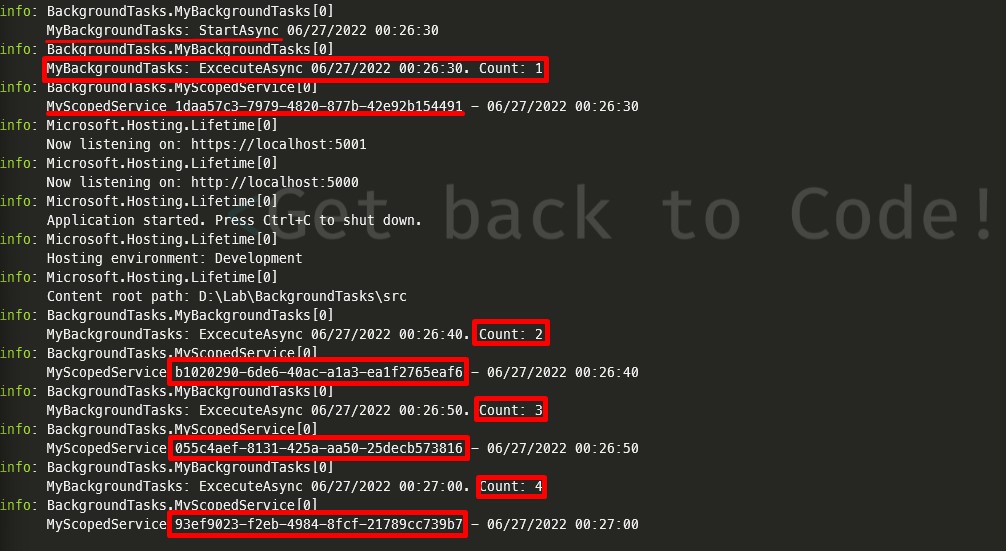 info: BackgroundTasks.MyBackgroundTasks[0]
MyBackgroundTasks: StartAsync 06/27/2022 00:26:30
info: BackgroundTasks.MyBackgroundTasks[0]
MyBackgroundTasks: ExcecuteAsync 06/27/2022 00:26:30. Count: 1
info: BackgroundTasks.MyScopedService[0]
MyScopedService 1daa57c3-7979-4820-877b-42e92b154491 - 06/27/2022 00:26:30
info: Microsoft.Hosting.Lifetime[0]
Now listening on: https://localhost:5001
info: Microsoft.Hosting.Lifetime[0]
Now listening on: http://localhost:5000
info: Microsoft.Hosting.Lifetime[0]
Application started. Press Ctrl+C to shut down.
<Get back to Code!
info: Microsoft.Hosting.Lifetime[0]
Hosting environment: Development
info: Microsoft.Hosting.Lifetime[0]
Content root path: D:\Lab\BackgroundTasks\src
info: BackgroundTasks.MyBackgroundTasks[0]
MyBackgroundTasks: ExcecuteAsync 06/27/2022 00:26:40. Count: 2
info: BackgroundTasks.MyScopedService[0]
MyScopedService b1020290-6de6-40ac-a1a3-ea1f2765eaf6 - 06/27/2022 00:26:40
info: BackgroundTasks.MyBackgroundTasks[0]
MyBackgroundTasks: ExcecuteAsync 06/27/2022 00:26:50. Count: 3
info: BackgroundTasks.MyScopedService[0]
MyScopedService 055c4aef-8131-425a-aa50-25decb573816 - 06/27/2022 00:26:50
info: BackgroundTasks.MyBackgroundTasks[0]
MyBackgroundTasks: ExcecuteAsync 06/27/2022 00:27:00. Count: 4
info: BackgroundTasks.MyScopedService[0]
MyScopedService 93ef9023-f2eb-4984-8fcf-21789cc739b7 - 06/27/2022 00:27:00